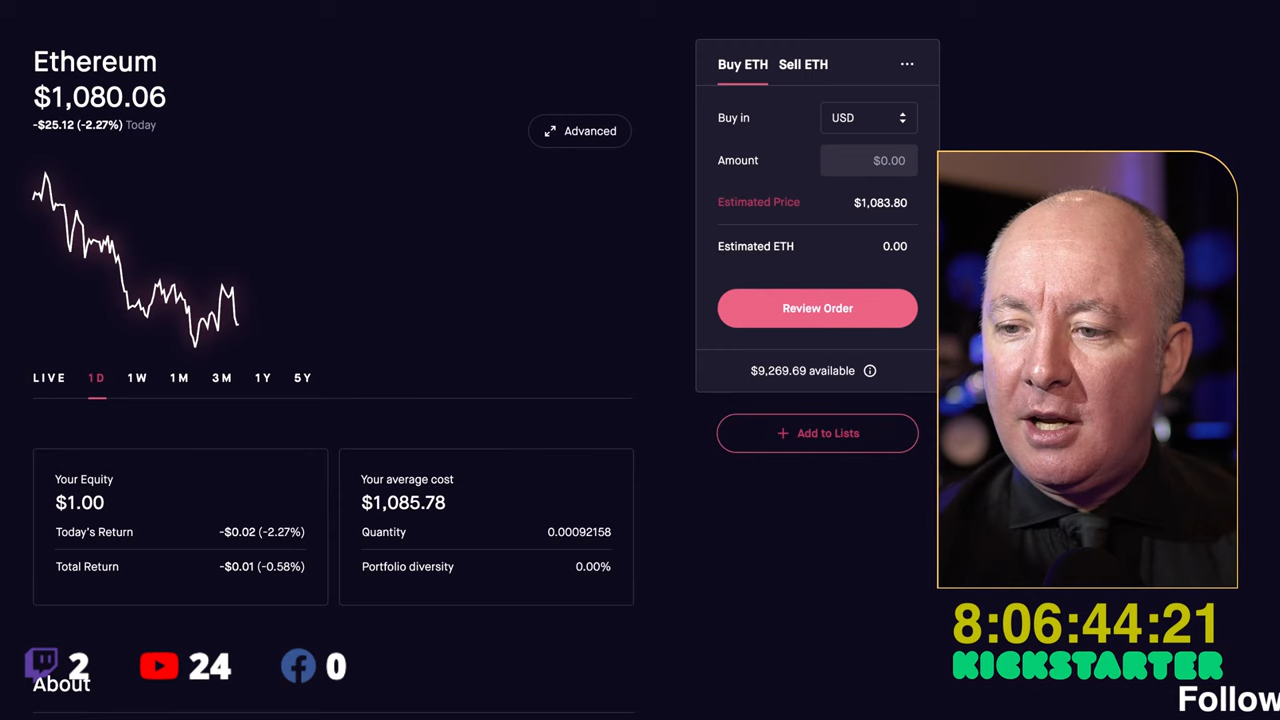 Ethereum
$1,080.06
-$25.12 (-2.27%) Today
Advanced
LIVE 1D 1W 1M 3M 1Y 5Y
Your Equity
$1.00
Today's Return -$0.02 (-2.27%)
Total Return -$0.01 (-0.58%)
Your average cost
$1,085.78
Quantity 0.00092158
Portfolio diversity 0.00%
2 24 0
About
Buy ETH Sell ETH ...
Buy in USD
Amount $0.00
Estimated Price $1,083.80
Estimated ETH 0.00
Review Order
$9,269.69 available
+ Add to Lists
8:06:44:21
KICKSTARTER
Follow